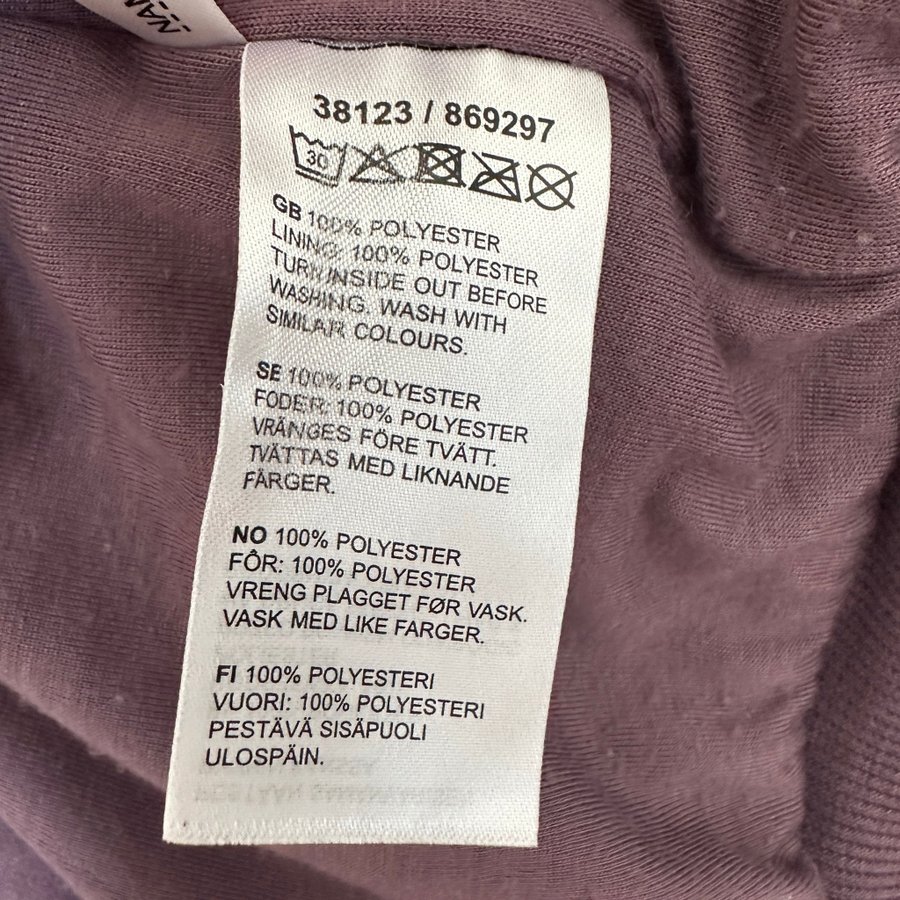 38123 / 869297
30
GB 100% POLYESTER
LINING: 100% POLYESTER
TURN INSIDE OUT BEFORE
WASHING. WASH WITH
SIMILAR COLOURS.
SE 100% POLYESTER
FODER: 100% POLYESTER
VRÄNGES FÖRE TVÄTT.
TVÄTTAS MED LIKNANDE
FÄRGER.
NO 100% POLYESTER
FÔR: 100% POLYESTER
VRENG PLAGGET FØR VASK.
VASK MED LIKE FARGER.
FI 100% POLYESTERI
VUORI: 100% POLYESTERI
PESTÄVÄ SISÄPUOLI
ULOSPÄIN.